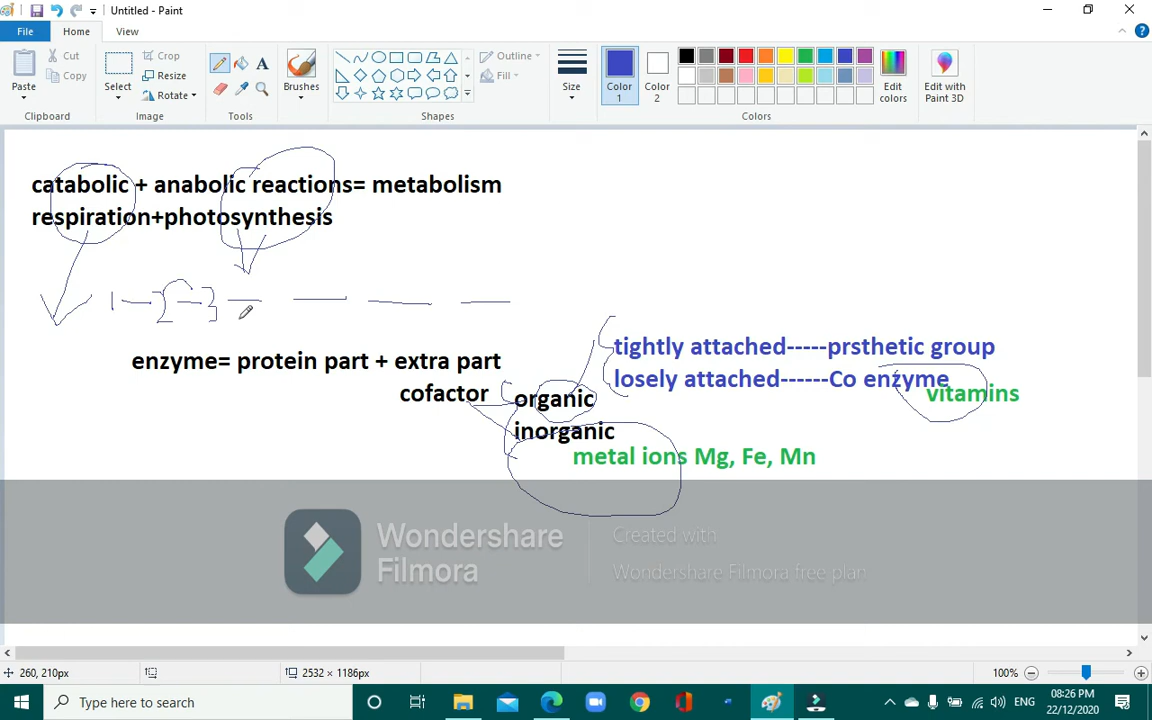 Untitled - Paint
File
Home
View
Paste
Cut
Copy
Clipboard
Select
Crop
Resize
Rotate
Image
Tools
Brushes
Shapes
Outline
Fill
Size
Color 1
Color 2
Edit colors
Edit with Paint 3D
Colors
catabolic + anabolic reactions= metabolism
respiration+photosynthesis
1 — 2 — 3
enzyme= protein part + extra part
cofactor
organic
inorganic
tightly attached-----prsthetic group
losely attached------Co enzyme
vitamins
metal ions Mg, Fe, Mn
Wondershare
Filmora
Created with
Wondershare Filmora free plan
260, 210px
2532 × 1186px
100%
Type here to search
ENG
08:26 PM
22/12/2020